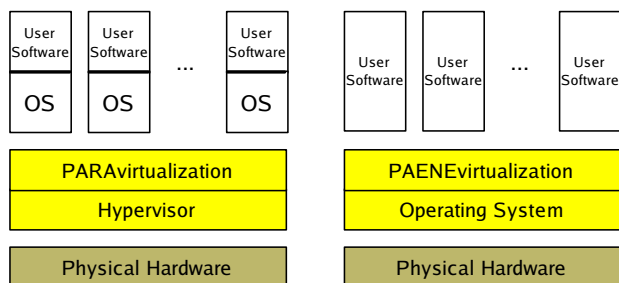 User
Software
OS
User
Software
OS
...
User
Software
OS
PARAvirtualization
Hypervisor
Physical Hardware
User
Software
User
Software
...
User
Software
PAENEvirtualization
Operating System
Physical Hardware